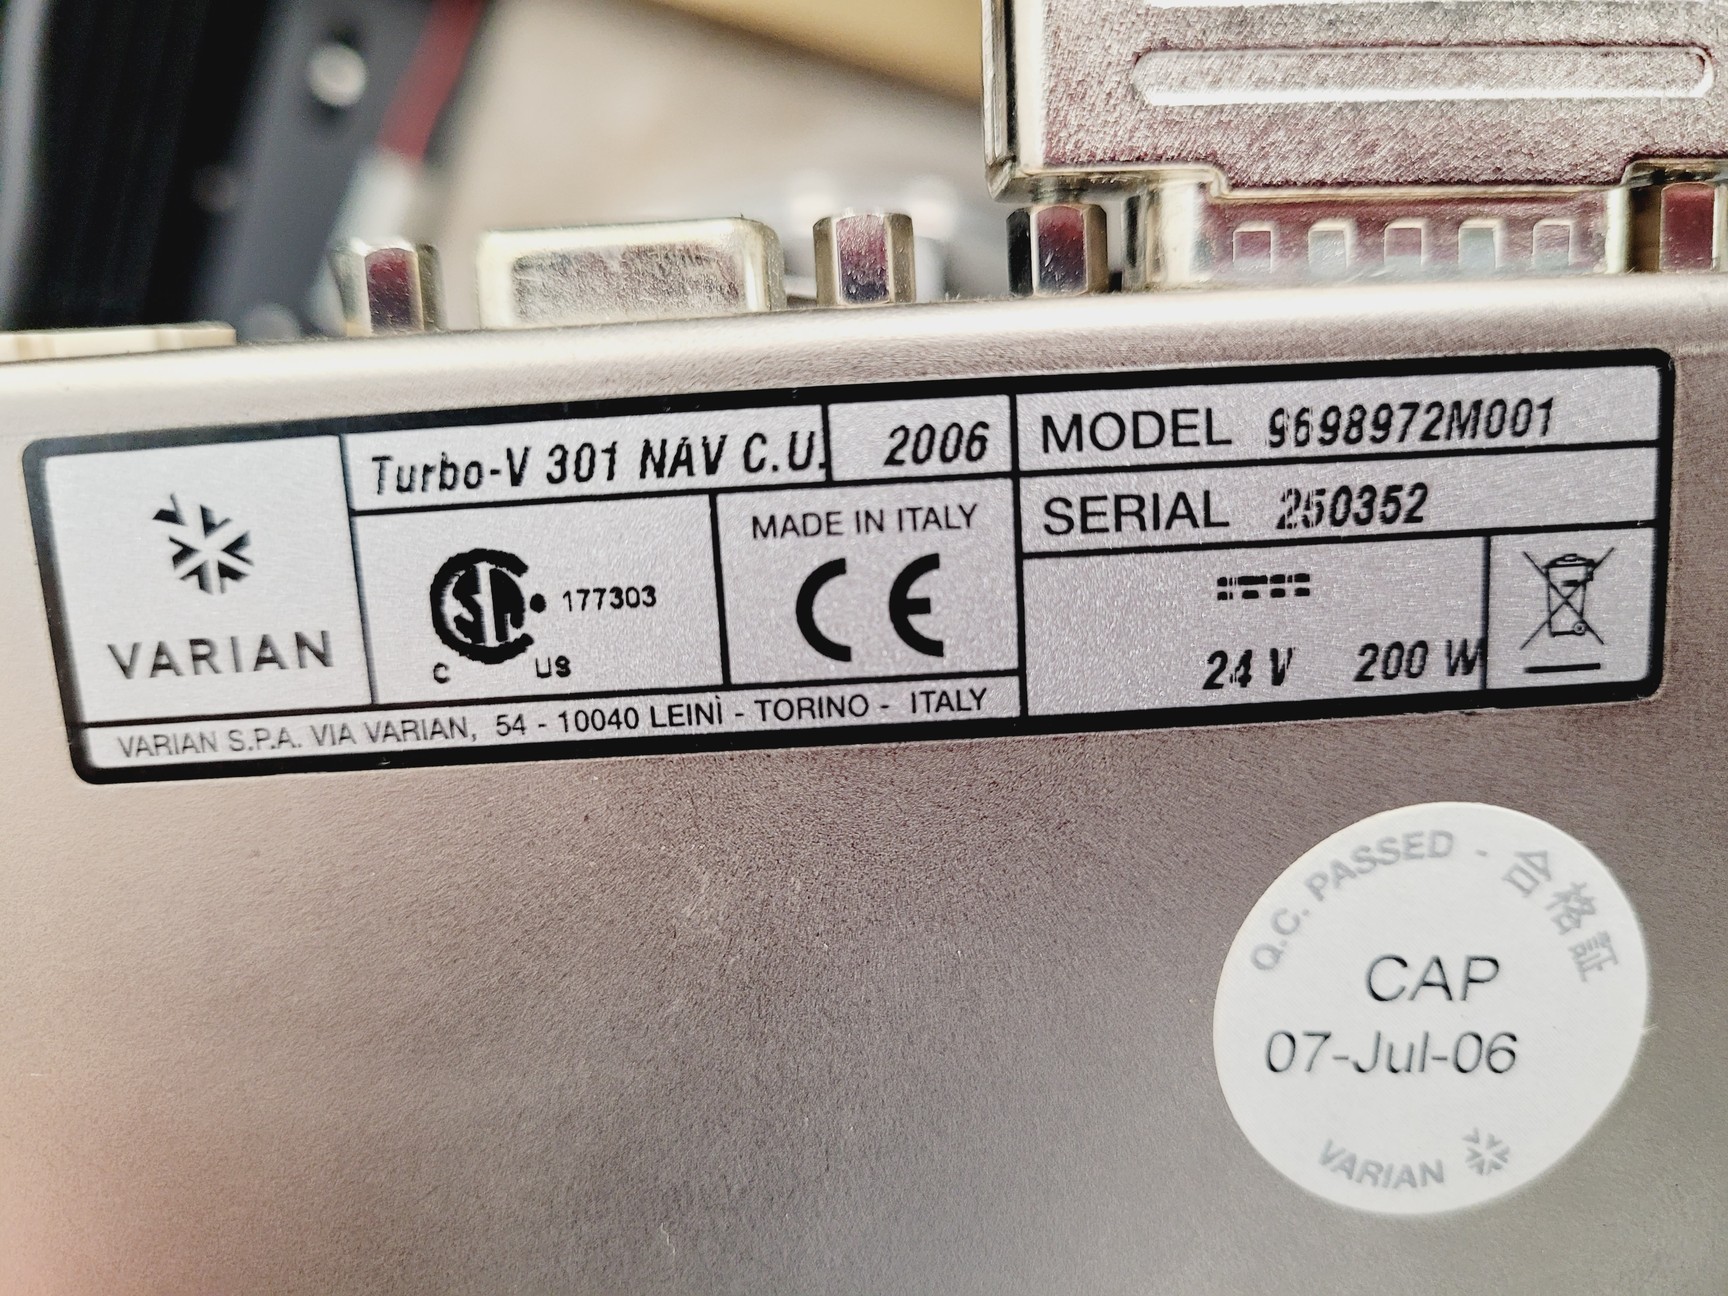 VARIAN
Turbo-V 301 NAV C.U.
2006
C US
177303
MADE IN ITALY
CE
VARIAN S.P.A. VIA VARIAN, 54 - 10040 LEINÌ - TORINO - ITALY
MODEL 9698972M001
SERIAL 250352
24 V 200 W
Q.C. PASSED - 合格証
CAP
07-Jul-06
VARIAN